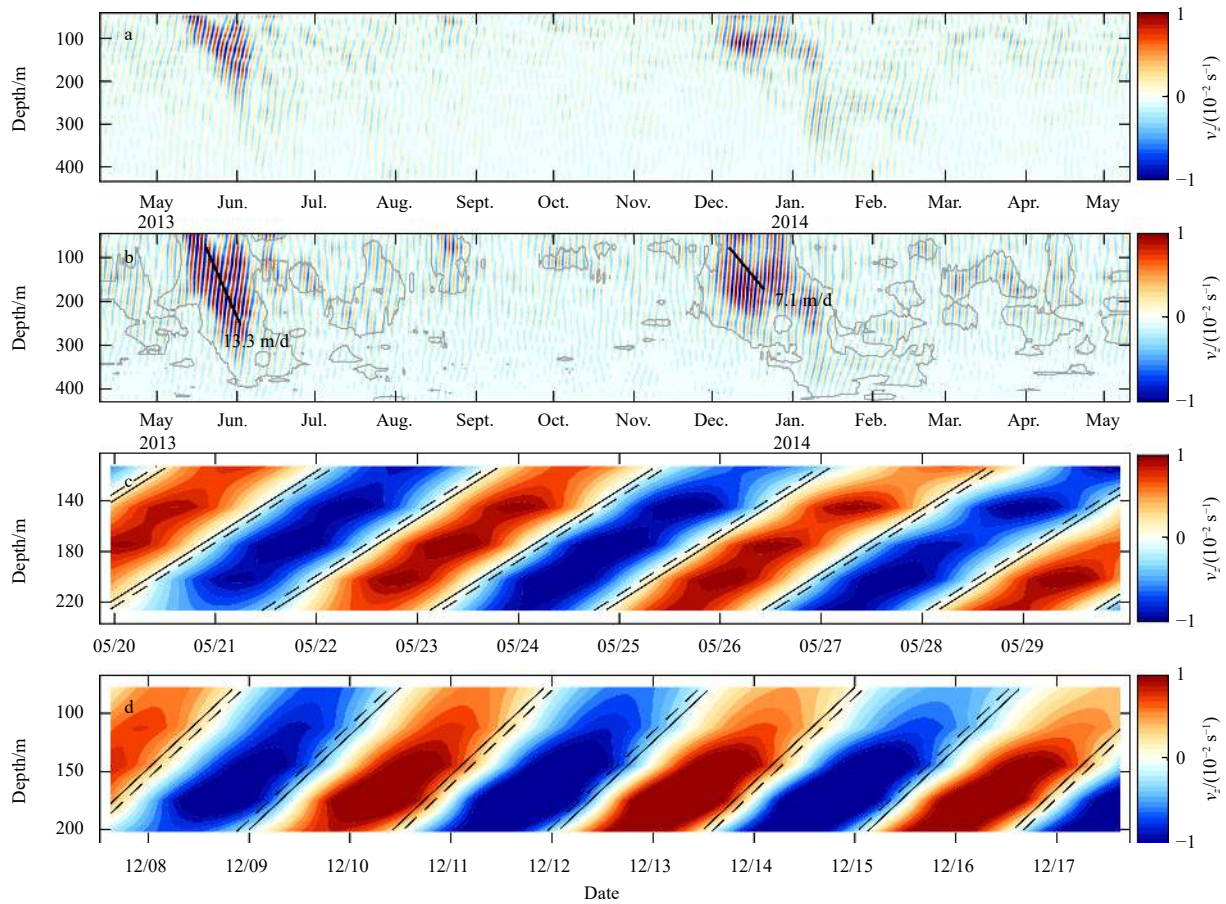 a
Depth/m
100
200
300
400
May
Jun.
Jul.
Aug.
Sept.
Oct.
Nov.
Dec.
Jan.
Feb.
Mar.
Apr.
May
2013
2014
1
0
−1
v_z/(10⁻² s⁻¹)
b
Depth/m
100
200
300
400
13.3 m/d
7.1 m/d
May
Jun.
Jul.
Aug.
Sept.
Oct.
Nov.
Dec.
Jan.
Feb.
Mar.
Apr.
May
2013
2014
1
0
−1
v_z/(10⁻² s⁻¹)
c
Depth/m
140
180
220
05/20
05/21
05/22
05/23
05/24
05/25
05/26
05/27
05/28
05/29
1
0
−1
v_z/(10⁻² s⁻¹)
d
Depth/m
100
150
200
12/08
12/09
12/10
12/11
12/12
12/13
12/14
12/15
12/16
12/17
Date
1
0
−1
v_z/(10⁻² s⁻¹)